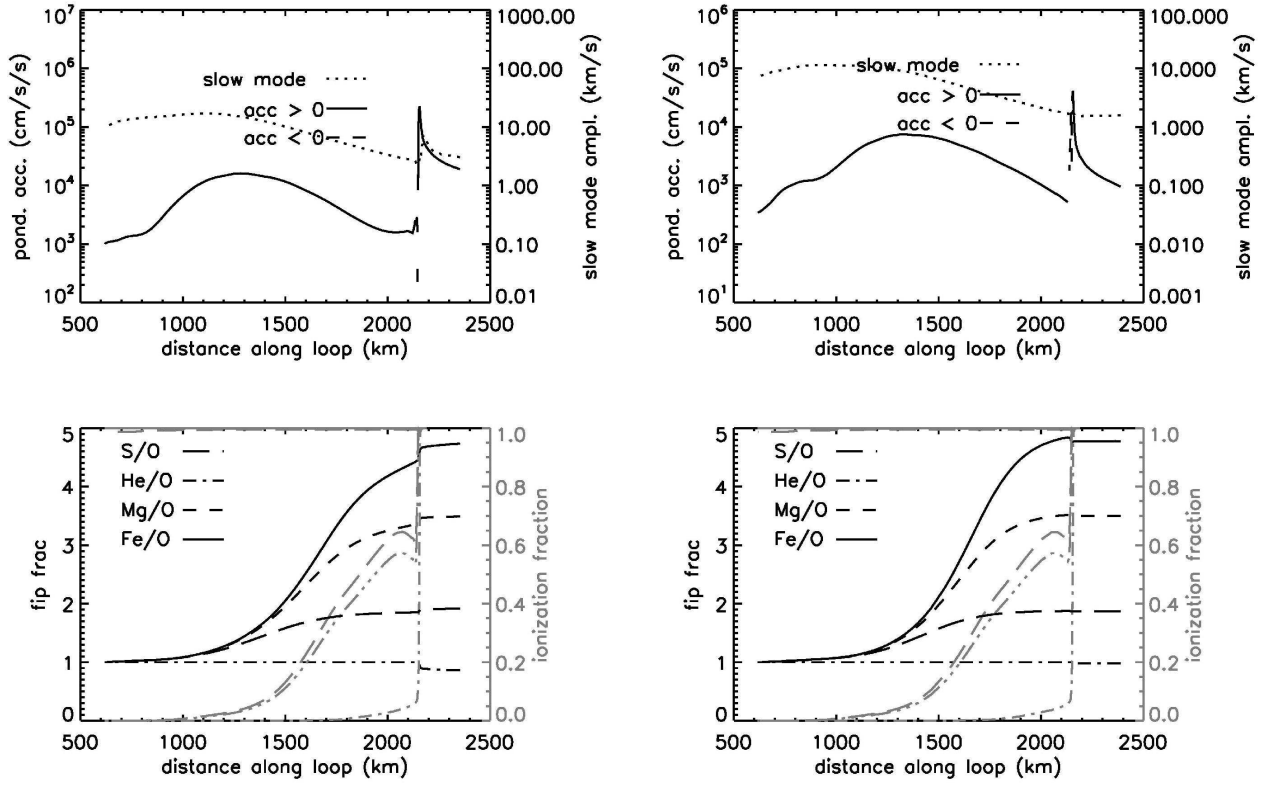 10⁷
10⁶
10⁵
10⁴
10³
10²
pond. acc. (cm/s/s)
slow mode
acc > 0
acc < 0
1000.00
100.00
10.00
1.00
0.10
0.01
slow mode ampl. (km/s)
500 1000 1500 2000 2500
distance along loop (km)
10⁶
10⁵
10⁴
10³
10²
10¹
pond. acc. (cm/s/s)
slow mode
acc > 0
acc < 0
100.000
10.000
1.000
0.100
0.010
0.001
slow mode ampl. (km/s)
500 1000 1500 2000 2500
distance along loop (km)
5
4
3
2
1
0
fip frac
S/O
He/O
Mg/O
Fe/O
1.0
0.8
0.6
0.4
0.2
0.0
ionization fraction
500 1000 1500 2000 2500
distance along loop (km)
5
4
3
2
1
0
fip frac
S/O
He/O
Mg/O
Fe/O
1.0
0.8
0.6
0.4
0.2
0.0
ionization fraction
500 1000 1500 2000 2500
distance along loop (km)